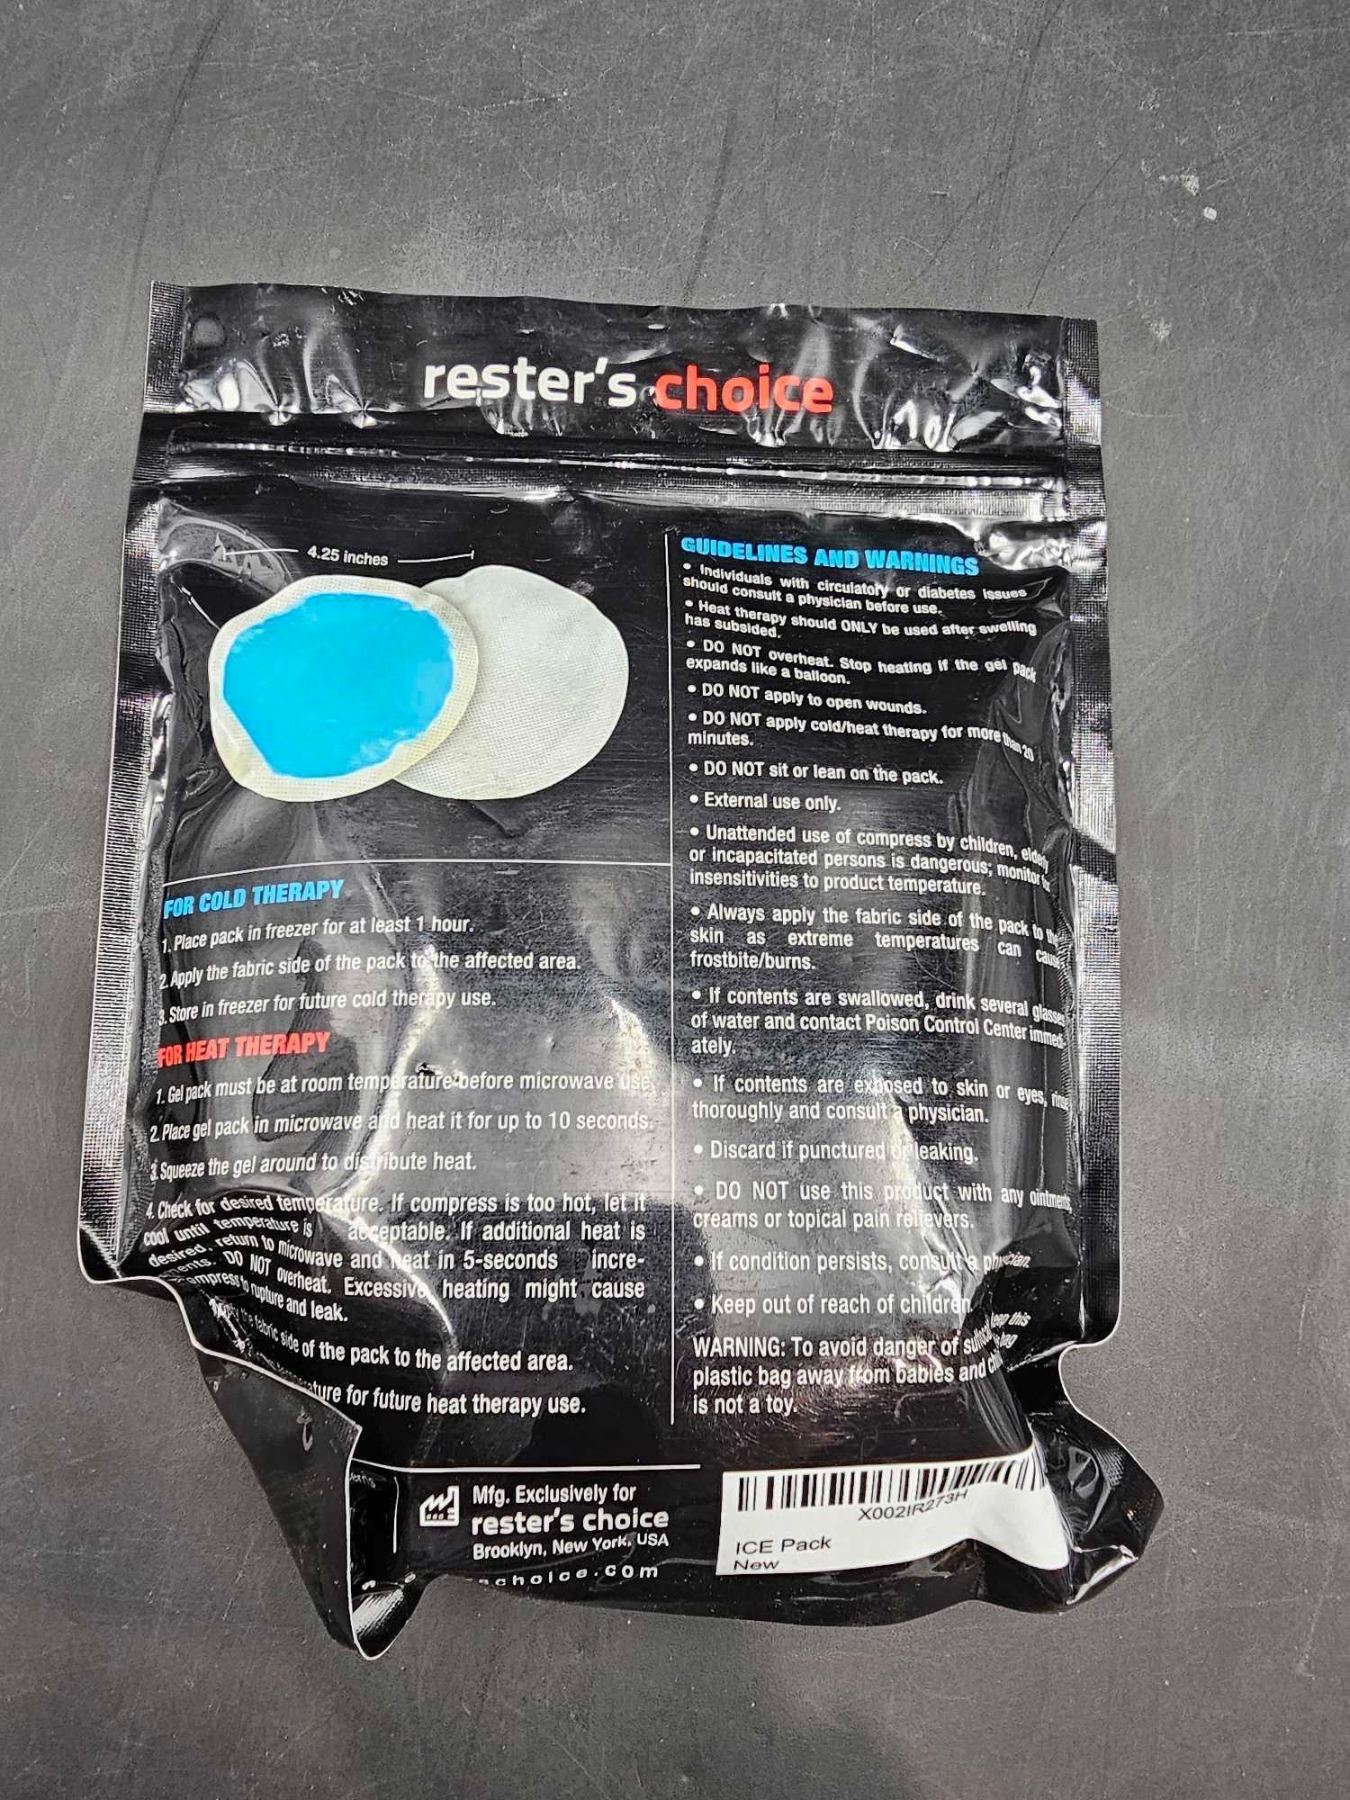 rester's choice
4.25 inches
FOR COLD THERAPY
1. Place pack in freezer for at least 1 hour.
2. Apply the fabric side of the pack to the affected area.
3. Store in freezer for future cold therapy use.
FOR HEAT THERAPY
1. Gel pack must be at room temperature before microwave use.
2. Place gel pack in microwave and heat it for up to 10 seconds.
3. Squeeze the gel around to distribute heat.
4. Check for desired temperature. If compress is too hot, let it
cool until temperature is acceptable. If additional heat is
desired, return to microwave and heat in 5-seconds incre-
ments. DO NOT overheat. Excessive heating might cause
compress to rupture and leak.
the fabric side of the pack to the affected area.
for future heat therapy use.
GUIDELINES AND WARNINGS
• Individuals with circulatory or diabetes issues
should consult a physician before use.
• Heat therapy should ONLY be used after swelling
has subsided.
• DO NOT overheat. Stop heating if the gel pack
expands like a balloon.
• DO NOT apply to open wounds.
• DO NOT apply cold/heat therapy for more than 20
minutes.
• DO NOT sit or lean on the pack.
• External use only.
• Unattended use of compress by children, elderly
or incapacitated persons is dangerous; monitor for
insensitivities to product temperature.
• Always apply the fabric side of the pack to the
skin as extreme temperatures can cause
frostbite/burns.
• If contents are swallowed, drink several glasses
of water and contact Poison Control Center immedi-
ately.
• If contents are exposed to skin or eyes, rinse
thoroughly and consult a physician.
• Discard if punctured or leaking.
• DO NOT use this product with any ointments,
creams or topical pain relievers.
• If condition persists, consult a physician.
• Keep out of reach of children.
WARNING: To avoid danger of keep this
plastic bag away from babies and bag
is not a toy.
Mfg. Exclusively for
rester's choice
Brooklyn, New York, USA
choice.com
X002IR273H
ICE Pack
New